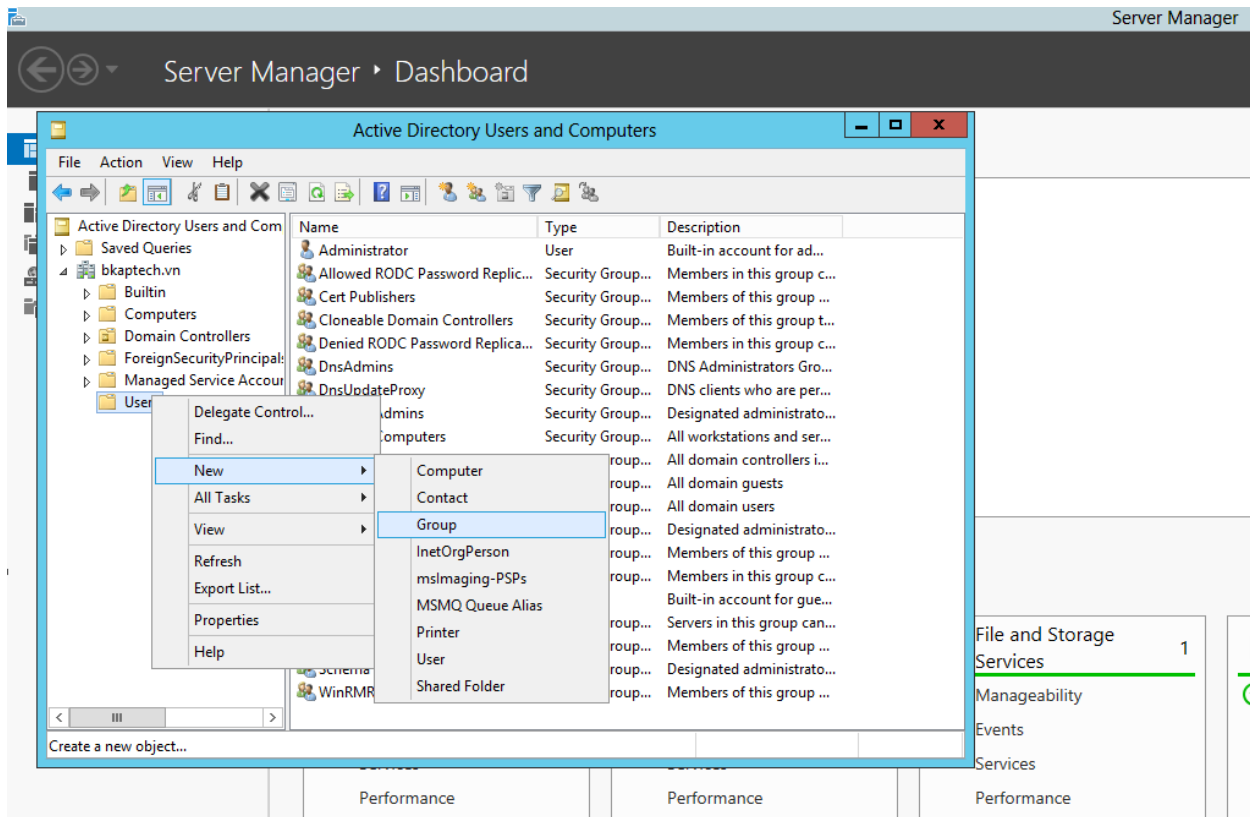 Server Manager
Server Manager ‣ Dashboard
Active Directory Users and Computers
File Action View Help
Active Directory Users and Com
Saved Queries
bkaptech.vn
Builtin
Computers
Domain Controllers
ForeignSecurityPrincipals
Managed Service Accour
User
Name Type Description
Administrator User Built-in account for ad...
Allowed RODC Password Replic... Security Group... Members in this group c...
Cert Publishers Security Group... Members of this group ...
Cloneable Domain Controllers Security Group... Members of this group t...
Denied RODC Password Replica... Security Group... Members in this group c...
DnsAdmins Security Group... DNS Administrators Gro...
DnsUpdateProxy Security Group... DNS clients who are per...
Admins Security Group... Designated administrato...
Computers Security Group... All workstations and ser...
roup... All domain controllers i...
roup... All domain guests
roup... All domain users
roup... Designated administrato...
roup... Members of this group ...
roup... Members in this group c...
Built-in account for gue...
roup... Servers in this group can...
roup... Members of this group ...
Schema roup... Designated administrato...
WinRMR roup... Members of this group ...
Delegate Control...
Find...
New
All Tasks
View
Refresh
Export List...
Properties
Help
Computer
Contact
Group
InetOrgPerson
msImaging-PSPs
MSMQ Queue Alias
Printer
User
Shared Folder
Create a new object...
File and Storage 1
Services
Manageability
Events
Services
Services Services
Performance Performance Performance